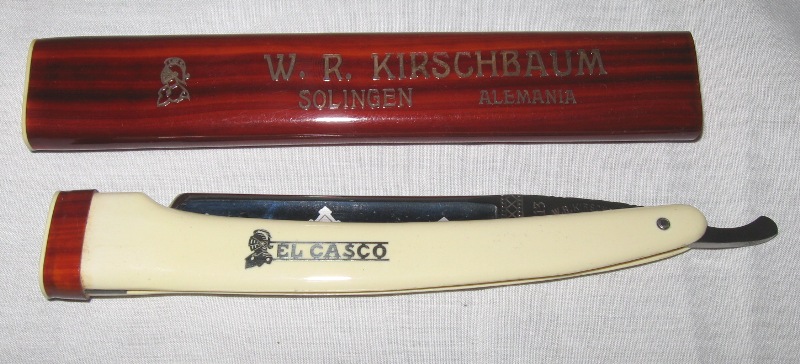 W. R. KIRSCHBAUM
SOLINGEN ALEMANIA
EL CASCO